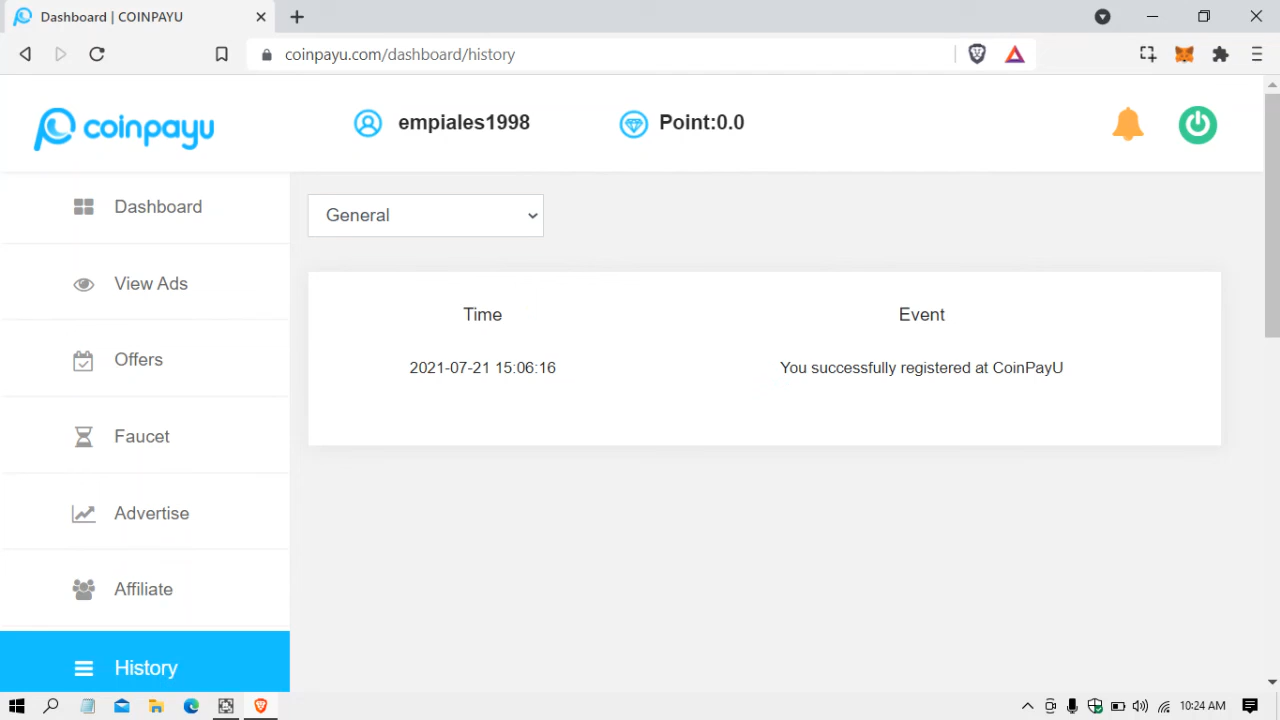 Dashboard | COINPAYU
coinpayu.com/dashboard/history
coinpayu
empiales1998
Point:0.0
Dashboard
View Ads
Offers
Faucet
Advertise
Affiliate
History
General
Time Event
2021-07-21 15:06:16 You successfully registered at CoinPayU
10:24 AM